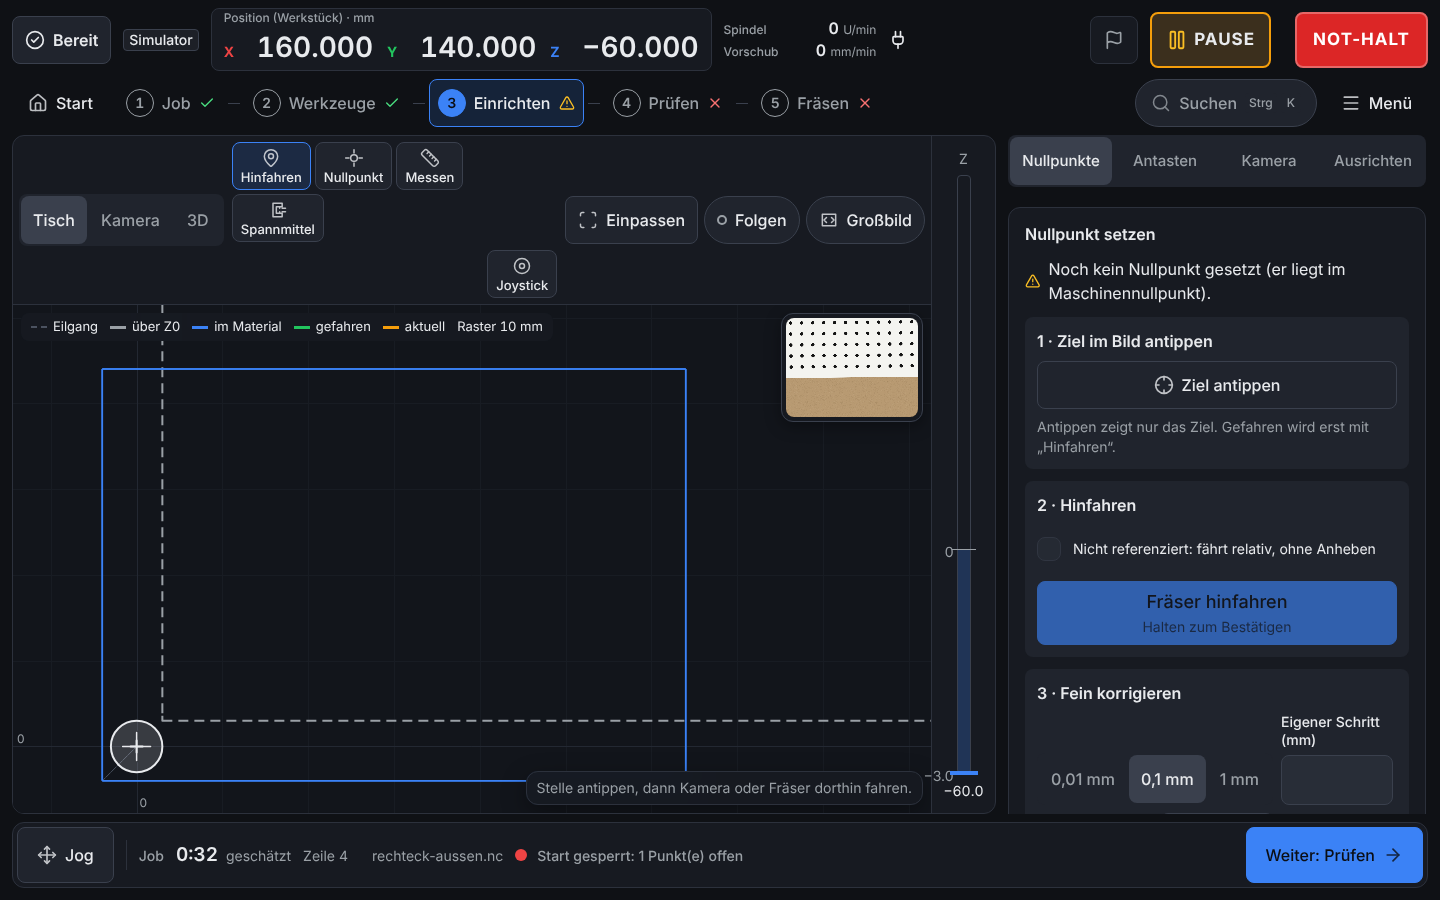 Bereit
Simulator
Position (Werkstück) · mm
X 160.000 Y 140.000 Z −60.000
Spindel 0 U/min
Vorschub 0 mm/min
PAUSE
NOT-HALT
Start
1 Job
2 Werkzeuge
3 Einrichten
4 Prüfen
5 Fräsen
Suchen Strg K
Menü
Hinfahren
Nullpunkt
Messen
Tisch
Kamera
3D
Spannmittel
Einpassen
Folgen
Großbild
Joystick
Eilgang über Z0 im Material gefahren aktuell Raster 10 mm
0
0
Stelle antippen, dann Kamera oder Fräser dorthin fahren.
Z
0
−3.0
−60.0
Nullpunkte
Antasten
Kamera
Ausrichten
Nullpunkt setzen
Noch kein Nullpunkt gesetzt (er liegt im
Maschinennullpunkt).
1 · Ziel im Bild antippen
Ziel antippen
Antippen zeigt nur das Ziel. Gefahren wird erst mit
„Hinfahren“.
2 · Hinfahren
Nicht referenziert: fährt relativ, ohne Anheben
Fräser hinfahren
Halten zum Bestätigen
3 · Fein korrigieren
Eigener Schritt
(mm)
0,01 mm
0,1 mm
1 mm
Jog
Job 0:32 geschätzt Zeile 4 rechteck-aussen.nc Start gesperrt: 1 Punkt(e) offen
Weiter: Prüfen